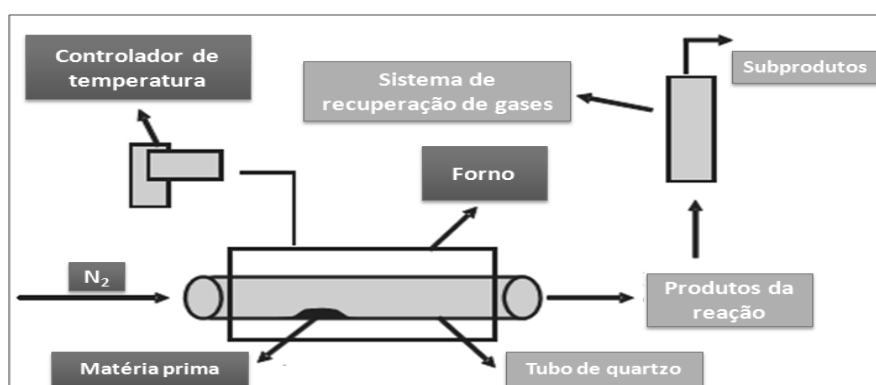 Controlador de
temperatura
Sistema de
recuperação de gases
Subprodutos
Forno
N₂
Produtos da
reação
Matéria prima
Tubo de quartzo